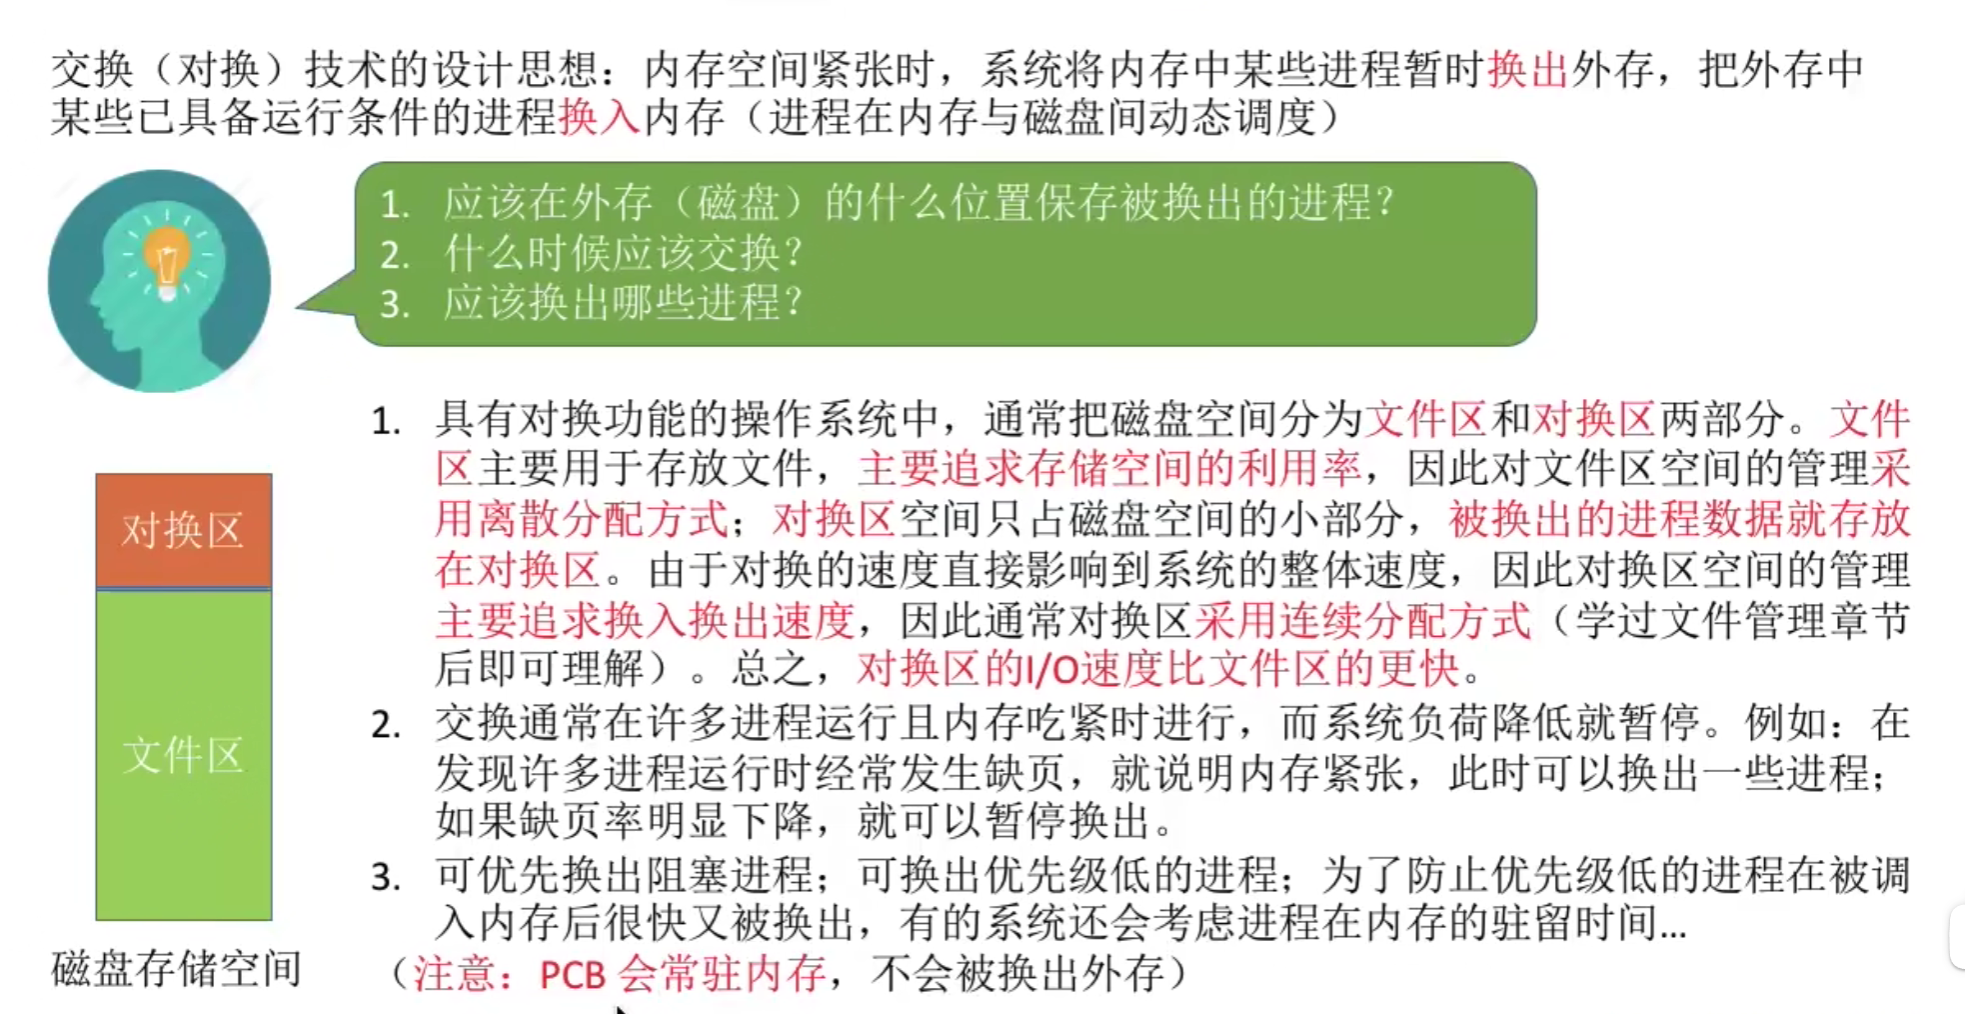 交换（对换）技术的设计思想：内存空间紧张时，系统将内存中某些进程暂时换出外存，把外存中
某些已具备运行条件的进程换入内存（进程在内存与磁盘间动态调度）
1. 应该在外存（磁盘）的什么位置保存被换出的进程？
2. 什么时候应该交换？
3. 应该换出哪些进程？
1. 具有对换功能的操作系统中，通常把磁盘空间分为文件区和对换区两部分。文件
区主要用于存放文件，主要追求存储空间的利用率，因此对文件区空间的管理采
用离散分配方式；对换区空间只占磁盘空间的小部分，被换出的进程数据就存放
在对换区。由于对换的速度直接影响到系统的整体速度，因此对换区空间的管理
主要追求换入换出速度，因此通常对换区采用连续分配方式（学过文件管理章节
后即可理解）。总之，对换区的I/O速度比文件区的更快。
2. 交换通常在许多进程运行且内存吃紧时进行，而系统负荷降低就暂停。例如：在
发现许多进程运行时经常发生缺页，就说明内存紧张，此时可以换出一些进程；
如果缺页率明显下降，就可以暂停换出。
3. 可优先换出阻塞进程；可换出优先级低的进程；为了防止优先级低的进程在被调
入内存后很快又被换出，有的系统还会考虑进程在内存的驻留时间...
（注意：PCB 会常驻内存，不会被换出外存）
对换区
文件区
磁盘存储空间